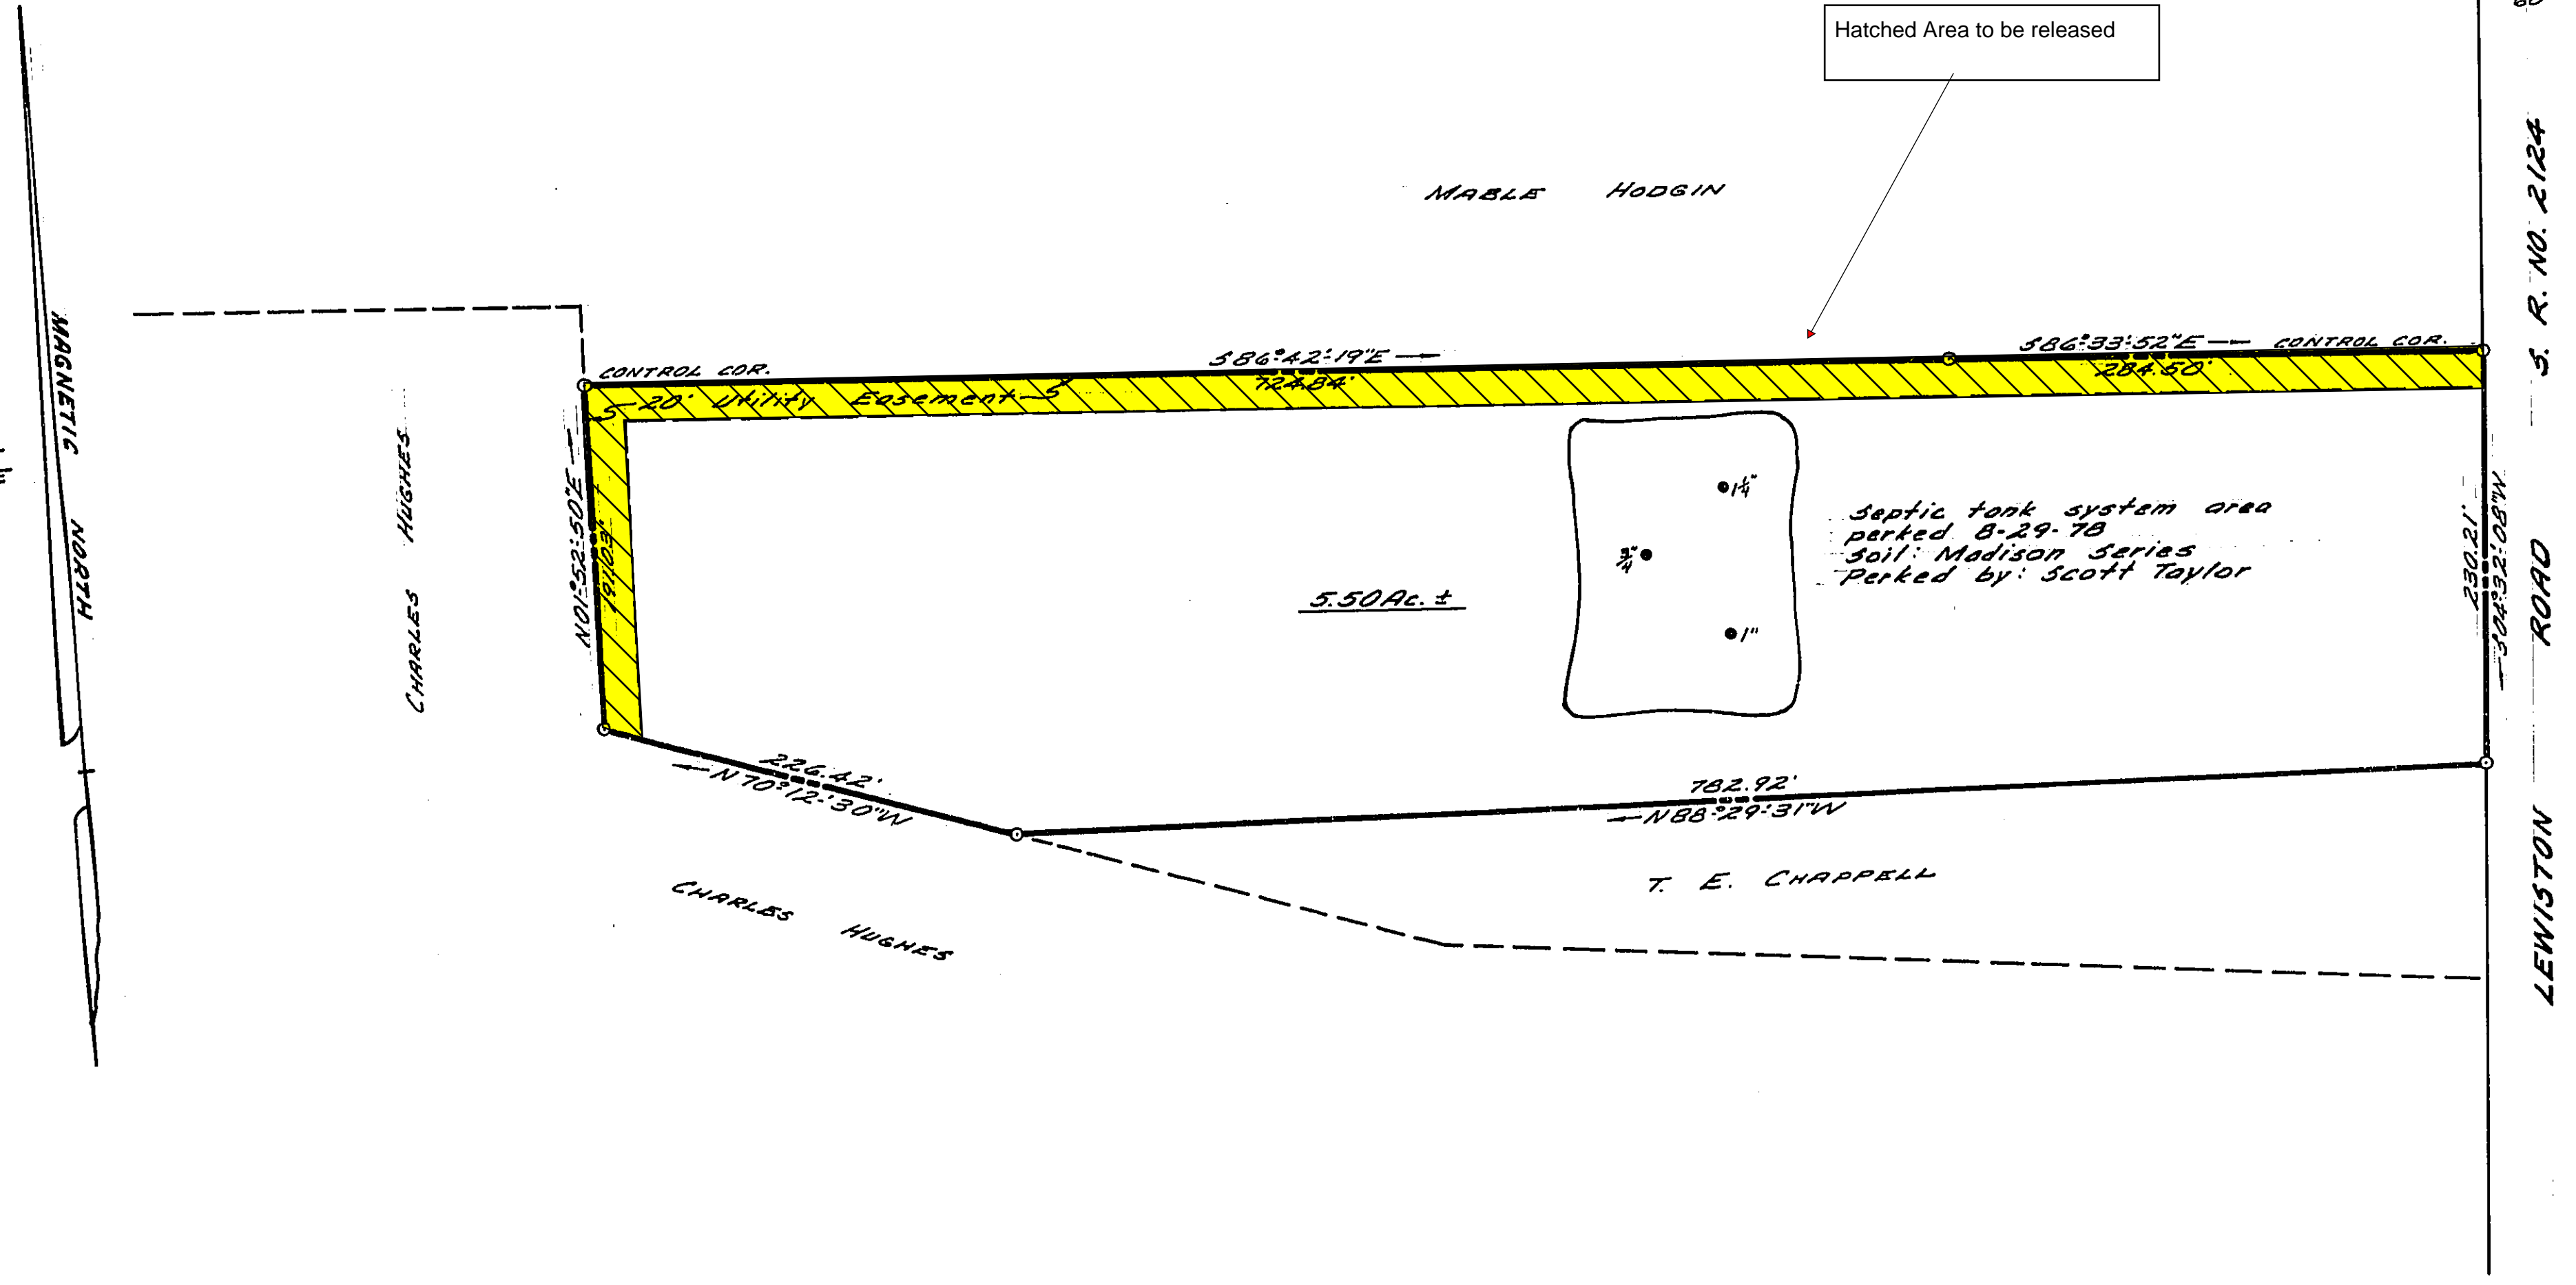 Hatched Area to be released
S. R. NO. 2124
MABLE HODGIN
MAGNETIC NORTH
CONTROL COR.
S86°42'19"E
724.84'
S86°33'52"E
CONTROL COR.
284.50'
20' Utility Easement
CHARLES HUGHES
N01°52'50"E
191.03'
1¼"
¾"
1"
Septic tank system area
perked 8-29-78
Soil: Madison Series
Perked by: Scott Taylor
5.50 Ac. ±
230.21'
S04°32'08"W
LEWISTON ROAD
226.42'
N70°12'30"W
782.92'
N88°29'31"W
T. E. CHAPPELL
CHARLES HUGHES